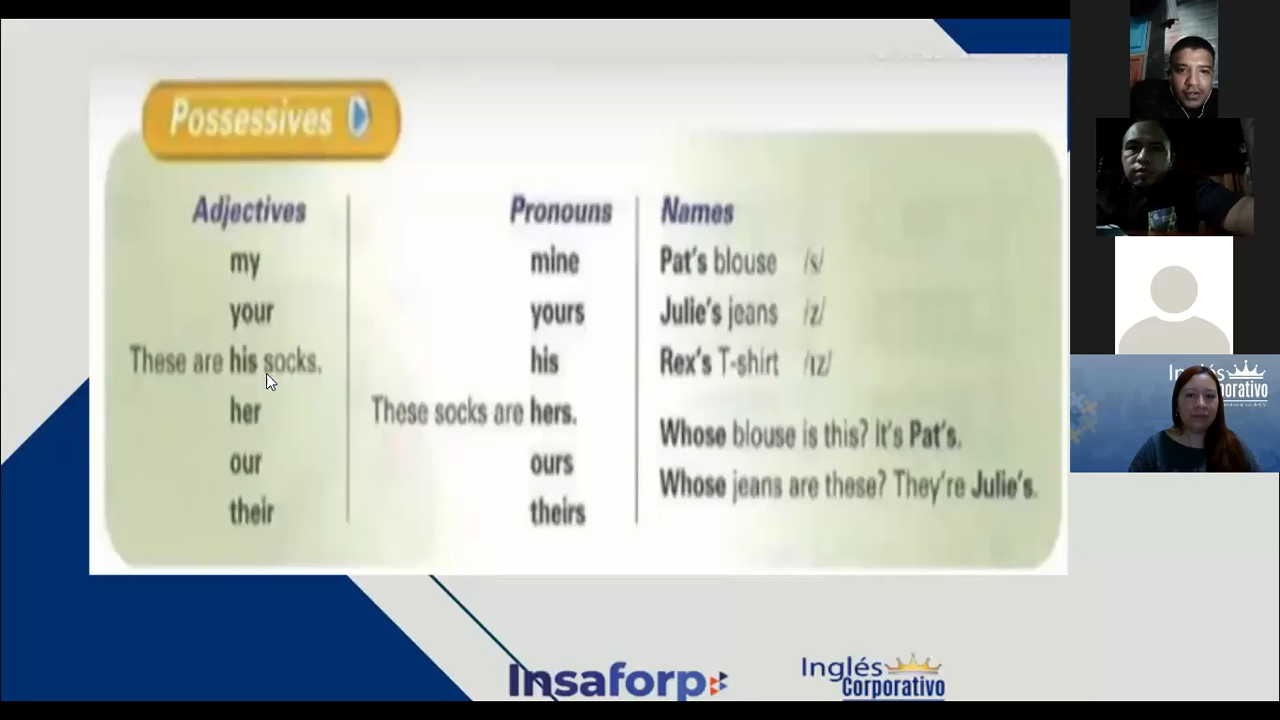 Possessives
Adjectives
my
your
These are his socks.
her
our
their
Pronouns
mine
yours
his
These socks are hers.
ours
theirs
Names
Pat's blouse /s/
Julie's jeans /z/
Rex's T-shirt /ɪz/
Whose blouse is this? It's Pat's.
Whose jeans are these? They're Julie's.
Insaforp
Inglés
Corporativo
Inglés
porativo